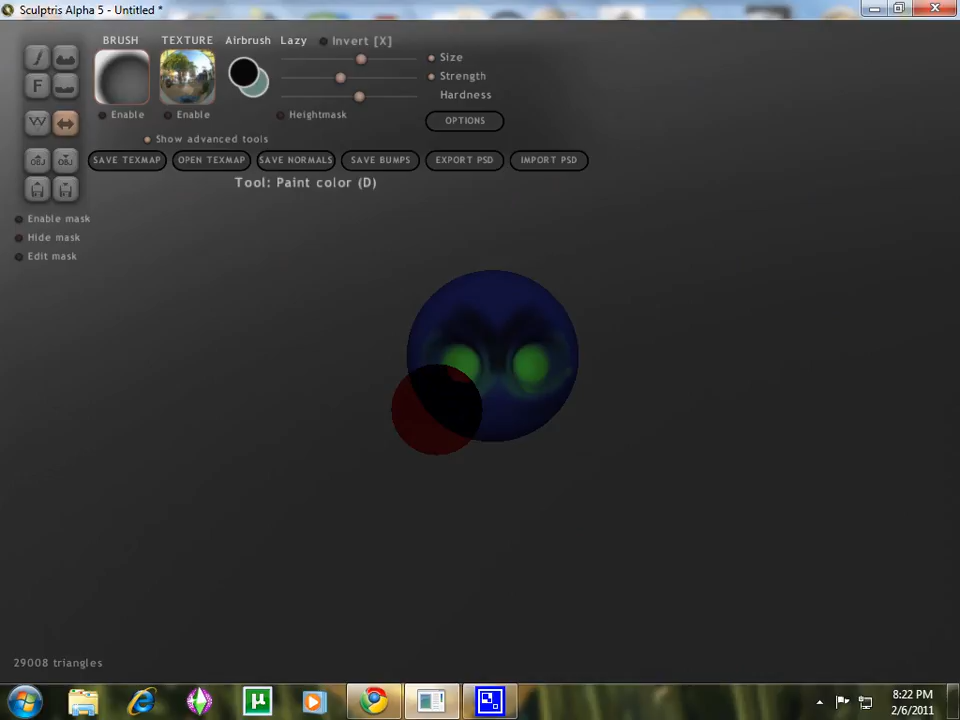 Sculptris Alpha 5 - Untitled *
BRUSH TEXTURE Airbrush Lazy Invert [X]
Size
F
Strength
Hardness
Enable Enable Heightmask
OPTIONS
Show advanced tools
OBJ OBJ SAVE TEXMAP OPEN TEXMAP SAVE NORMALS SAVE BUMPS EXPORT PSD IMPORT PSD
Tool: Paint color (D)
Enable mask
Hide mask
Edit mask
29008 triangles
8:22 PM
2/6/2011